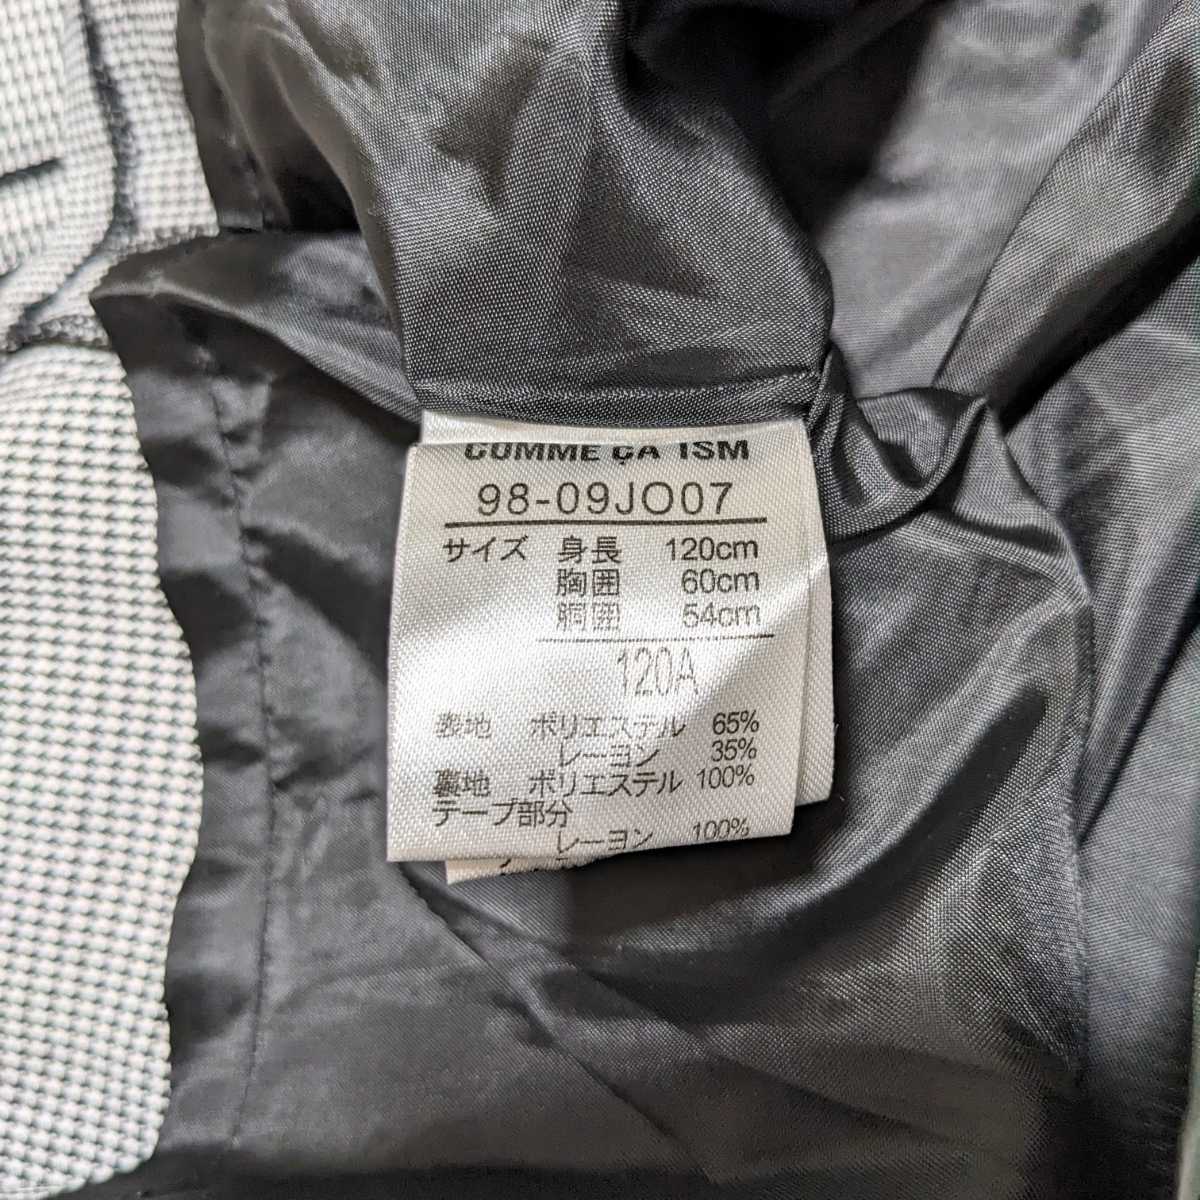 COMME ÇA ISM
98-09JO07
サイズ 身長 120cm
胸囲 60cm
胴囲 54cm
120A
表地 ポリエステル 65%
レーヨン 35%
裏地 ポリエステル 100%
テープ部分
レーヨン 100%